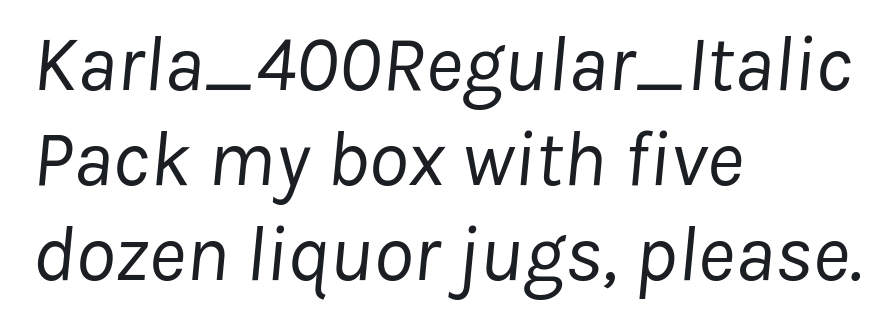 Karla_400Regular_Italic
Pack my box with five
dozen liquor jugs, please.